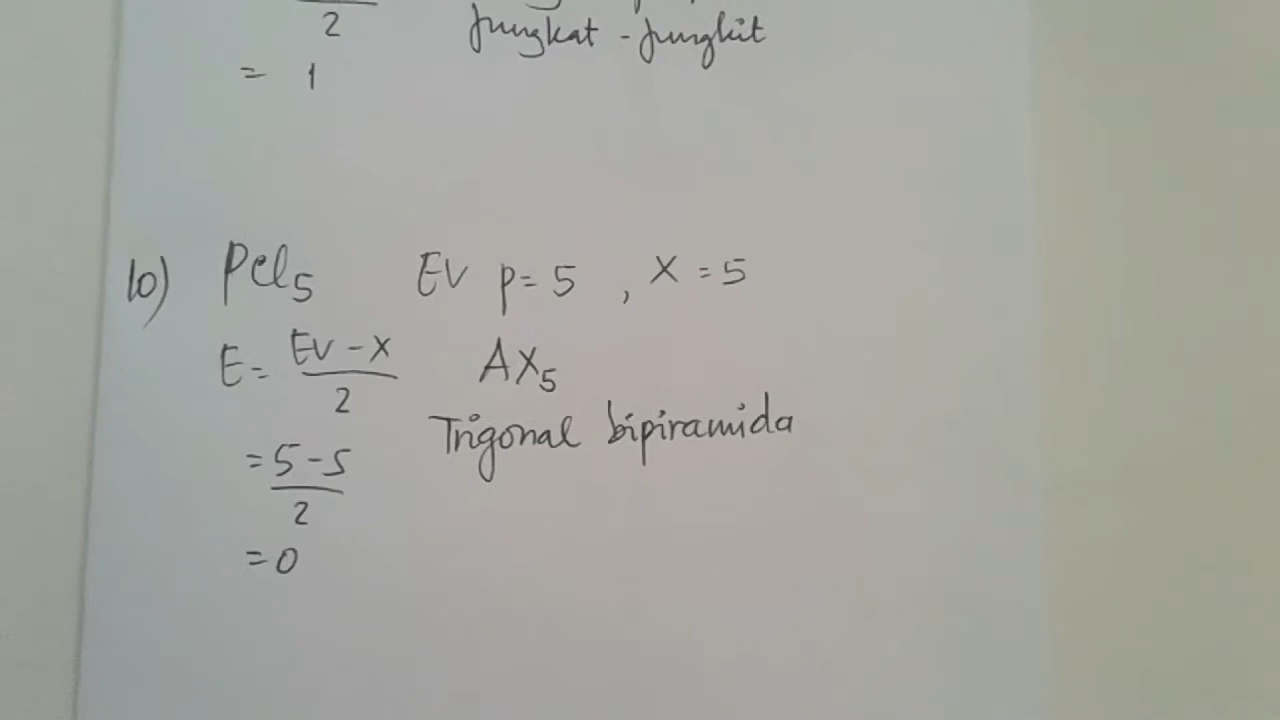 2
Jungkat - Jungkit
= 1
10) PCl5 EV P = 5 , X = 5
E = EV - X / 2 AX5
Trigonal bipiramida
= 5 - 5 / 2
= 0